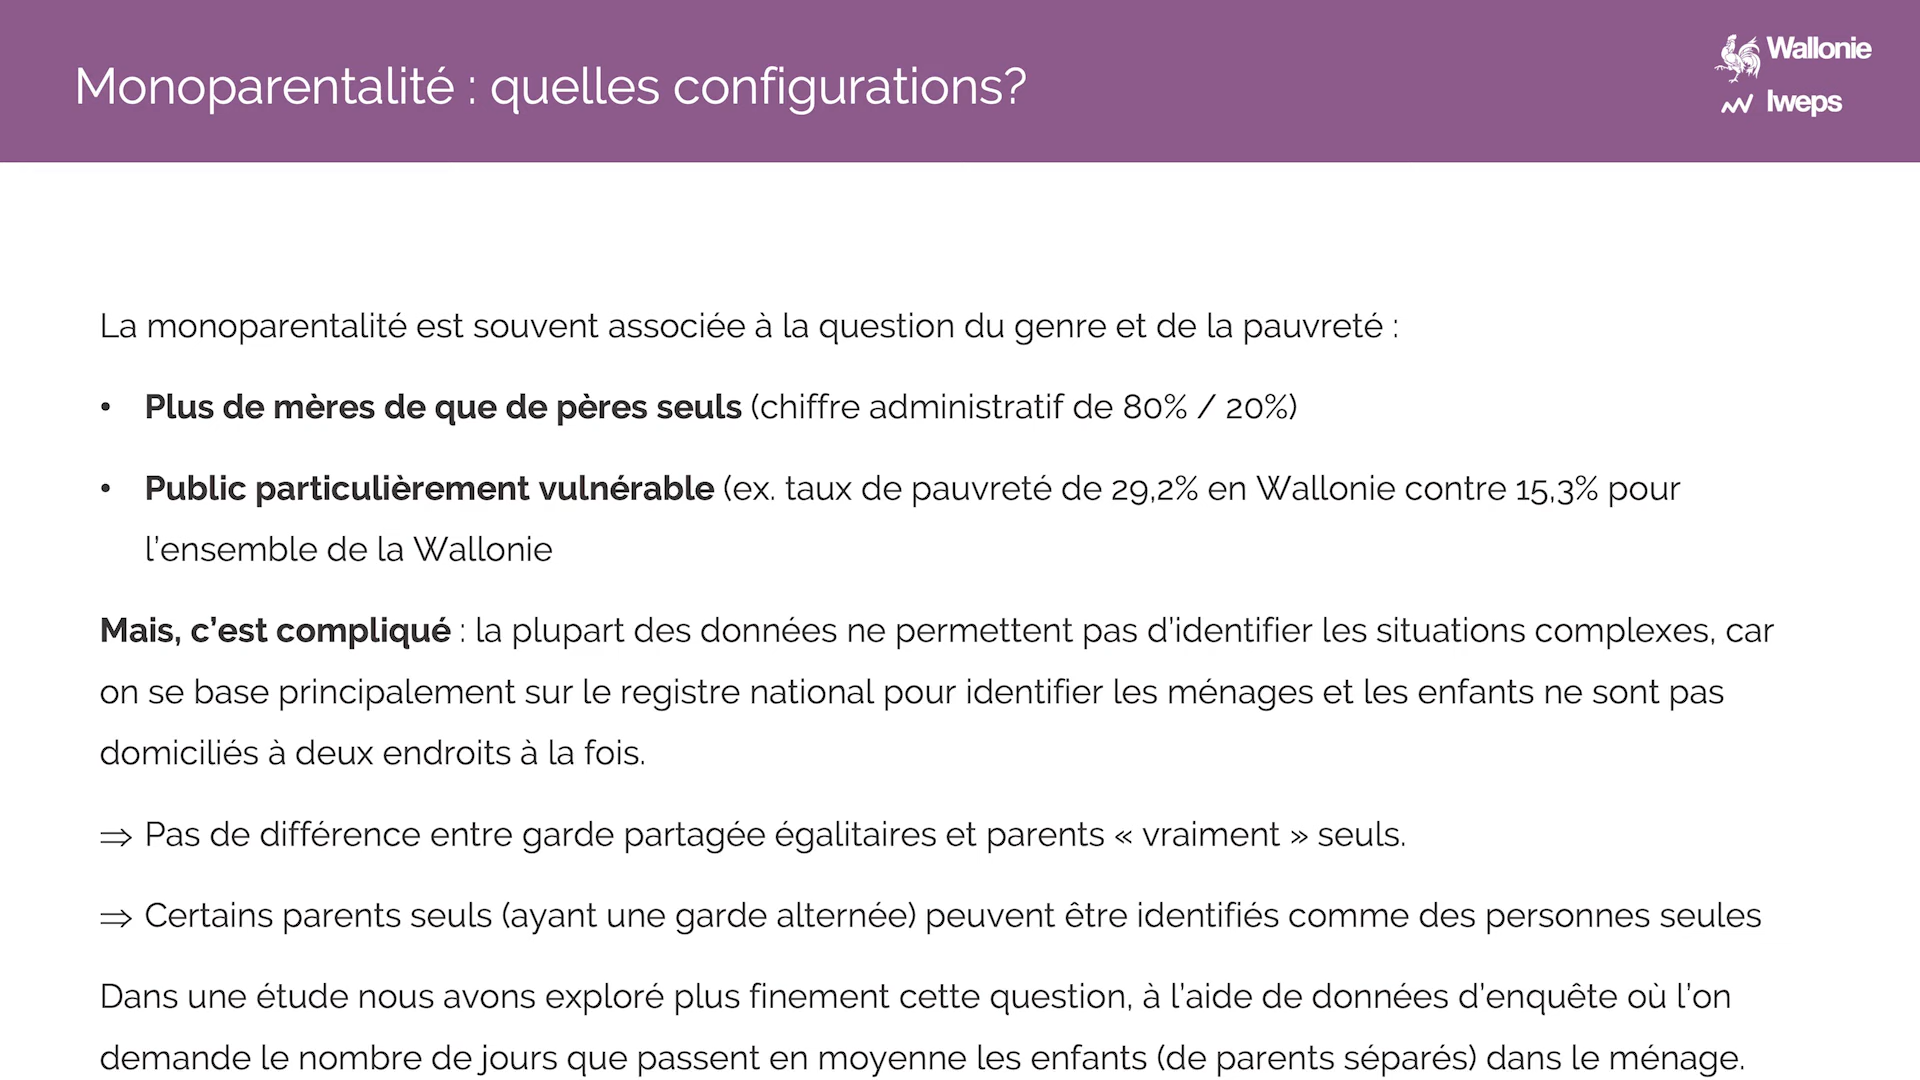 Monoparentalité : quelles configurations?
Wallonie
Iweps
La monoparentalité est souvent associée à la question du genre et de la pauvreté :
• Plus de mères de que de pères seuls (chiffre administratif de 80% / 20%)
• Public particulièrement vulnérable (ex. taux de pauvreté de 29,2% en Wallonie contre 15,3% pour
l’ensemble de la Wallonie
Mais, c’est compliqué : la plupart des données ne permettent pas d’identifier les situations complexes, car
on se base principalement sur le registre national pour identifier les ménages et les enfants ne sont pas
domiciliés à deux endroits à la fois.
⇒ Pas de différence entre garde partagée égalitaires et parents « vraiment » seuls.
⇒ Certains parents seuls (ayant une garde alternée) peuvent être identifiés comme des personnes seules
Dans une étude nous avons exploré plus finement cette question, à l’aide de données d’enquête où l’on
demande le nombre de jours que passent en moyenne les enfants (de parents séparés) dans le ménage.